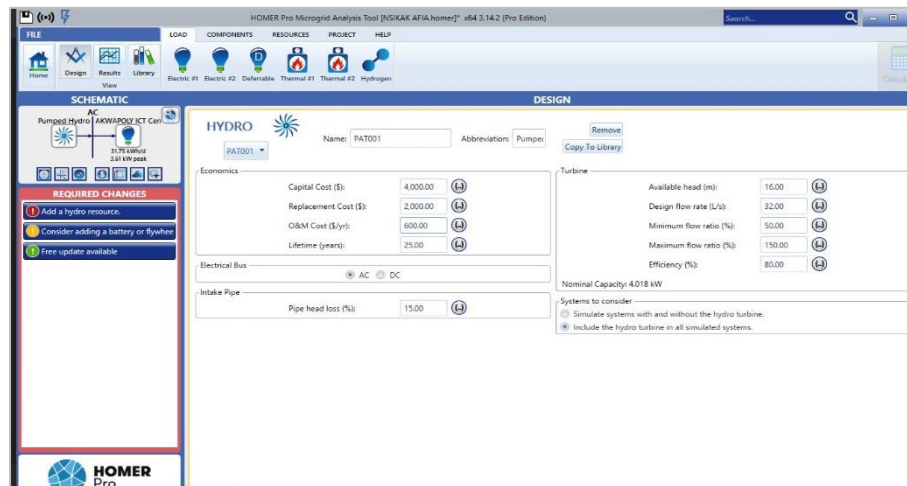 HOMER Pro Microgrid Analysis Tool [NSIKAK AFIA.homer]* x64 3.14.2 (Pro Edition)
Search...
FILE
LOAD COMPONENTS RESOURCES PROJECT HELP
Home Design Results Library
View
Electric #1 Electric #2 Deferrable Thermal #1 Thermal #2 Hydrogen
Calculate
SCHEMATIC
DESIGN
AC
Pumped Hydro AKWAPOLY ICT Cen
31.75 kWh/d
2.61 kW peak
REQUIRED CHANGES
Add a hydro resource.
Consider adding a battery or flywhee
Free update available
HOMER
Pro
HYDRO
PAT001
Name: PAT001
Abbreviation: Pumpe
Remove
Copy To Library
Economics
Capital Cost ($): 4,000.00
Replacement Cost ($): 2,000.00
O&M Cost ($/yr): 600.00
Lifetime (years): 25.00
Electrical Bus
AC DC
Intake Pipe
Pipe head loss (%): 15.00
Turbine
Available head (m): 16.00
Design flow rate (L/s): 32.00
Minimum flow ratio (%): 50.00
Maximum flow ratio (%): 150.00
Efficiency (%): 80.00
Nominal Capacity: 4.018 kW
Systems to consider
Simulate systems with and without the hydro turbine.
Include the hydro turbine in all simulated systems.